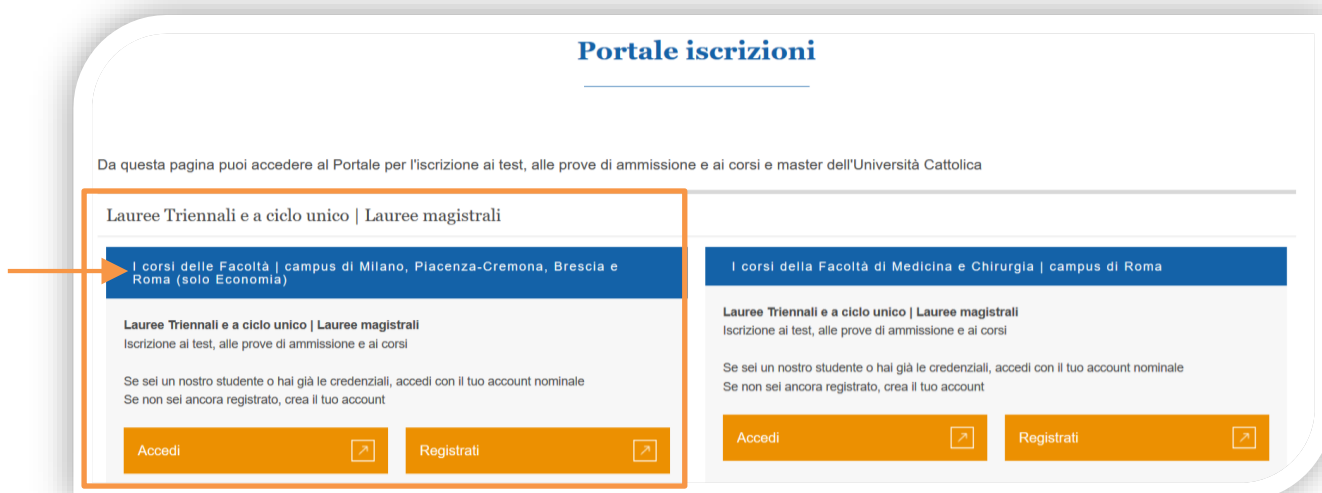 Portale iscrizioni
Da questa pagina puoi accedere al Portale per l'iscrizione ai test, alle prove di ammissione e ai corsi e master dell'Università Cattolica
Lauree Triennali e a ciclo unico | Lauree magistrali
I corsi delle Facoltà | campus di Milano, Piacenza-Cremona, Brescia e
Roma (solo Economia)
Lauree Triennali e a ciclo unico | Lauree magistrali
Iscrizione ai test, alle prove di ammissione e ai corsi
Se sei un nostro studente o hai già le credenziali, accedi con il tuo account nominale
Se non sei ancora registrato, crea il tuo account
Accedi
Registrati
I corsi della Facoltà di Medicina e Chirurgia | campus di Roma
Lauree Triennali e a ciclo unico | Lauree magistrali
Iscrizione ai test, alle prove di ammissione e ai corsi
Se sei un nostro studente o hai già le credenziali, accedi con il tuo account nominale
Se non sei ancora registrato, crea il tuo account
Accedi
Registrati